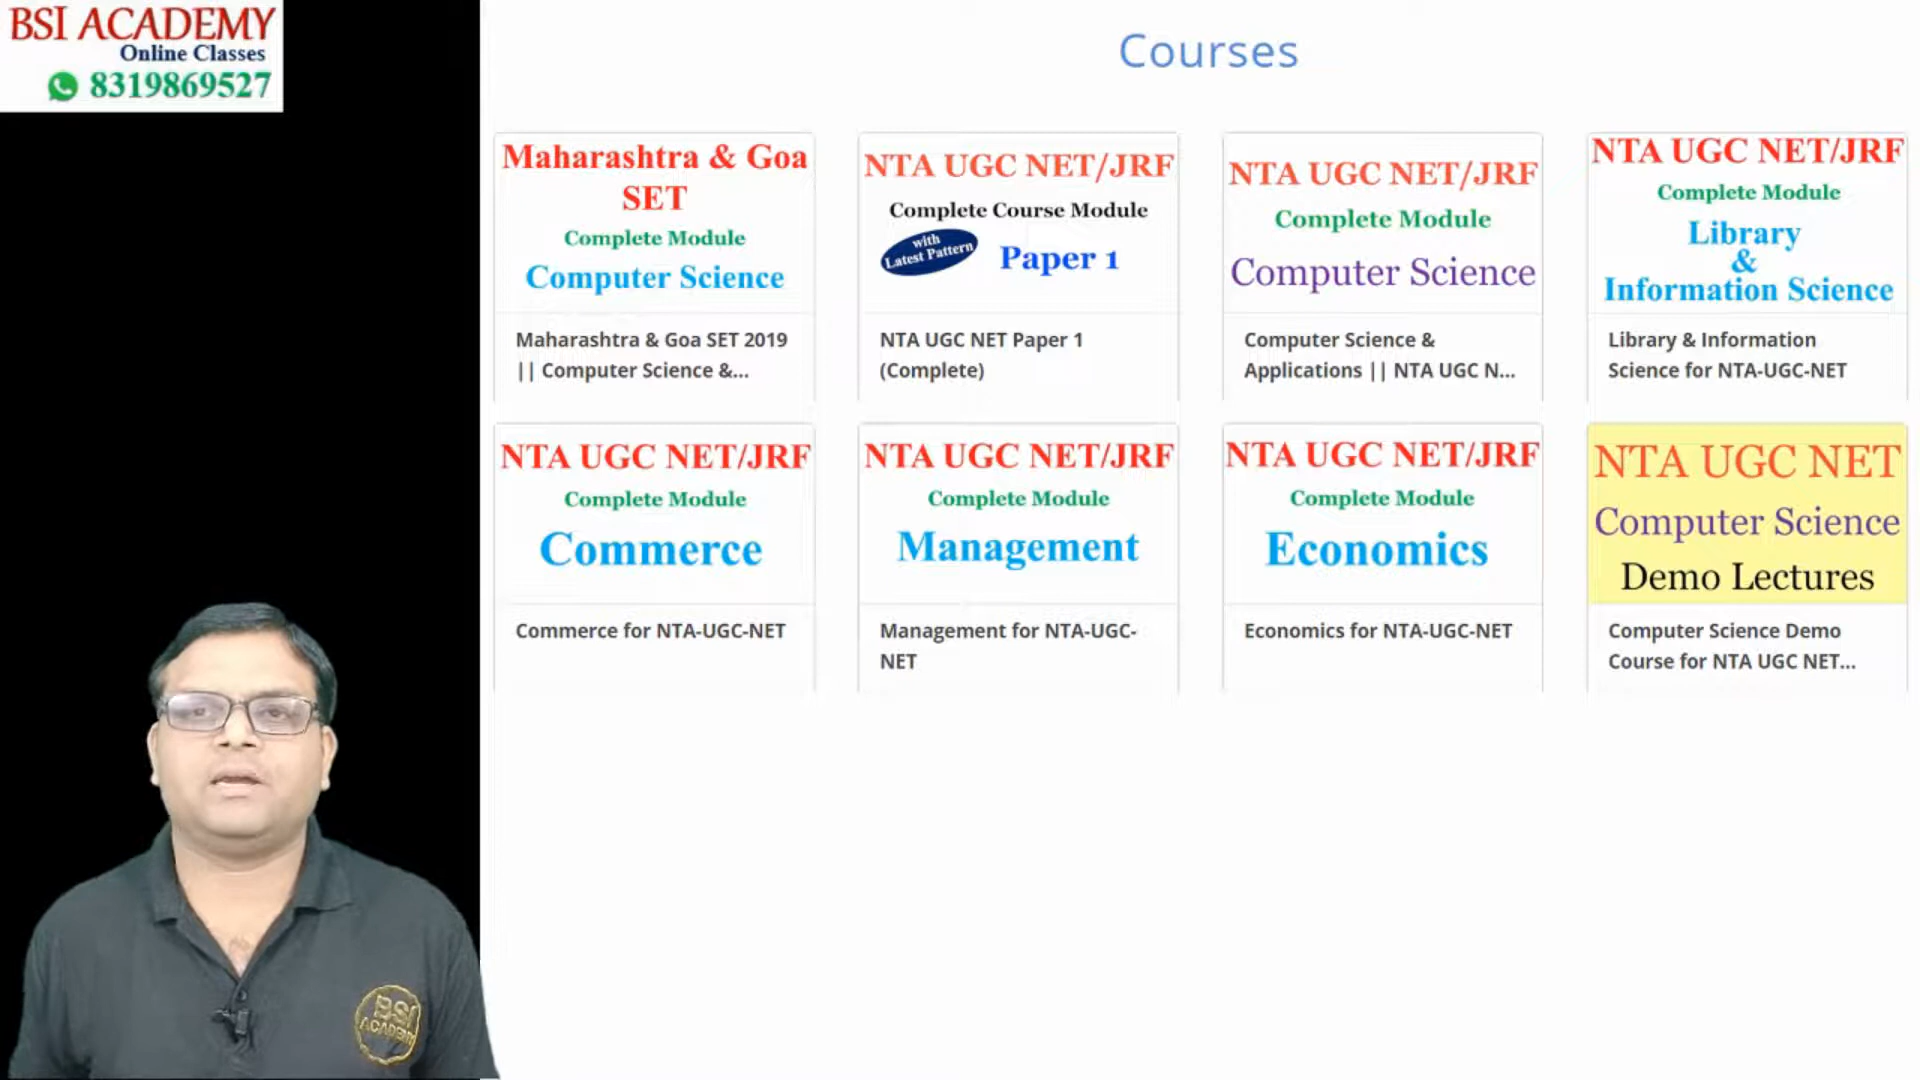 BSI ACADEMY
Online Classes
8319869527
Courses
Maharashtra & Goa
SET
Complete Module
Computer Science
Maharashtra & Goa SET 2019
|| Computer Science &...
NTA UGC NET/JRF
Complete Course Module
with
Latest Pattern
Paper 1
NTA UGC NET Paper 1
(Complete)
NTA UGC NET/JRF
Complete Module
Computer Science
Computer Science &
Applications || NTA UGC N...
NTA UGC NET/JRF
Complete Module
Library
&
Information Science
Library & Information
Science for NTA-UGC-NET
NTA UGC NET/JRF
Complete Module
Commerce
Commerce for NTA-UGC-NET
NTA UGC NET/JRF
Complete Module
Management
Management for NTA-UGC-
NET
NTA UGC NET/JRF
Complete Module
Economics
Economics for NTA-UGC-NET
NTA UGC NET
Computer Science
Demo Lectures
Computer Science Demo
Course for NTA UGC NET...
BSI
ACADEMY